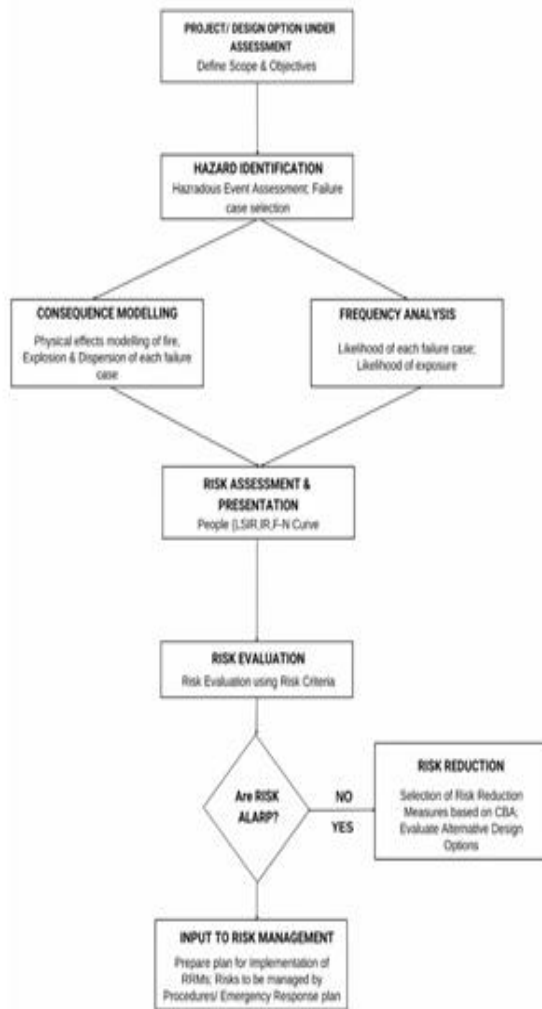 PROJECT/ DESIGN OPTION UNDER
ASSESSMENT
Define Scope & Objectives
HAZARD IDENTIFICATION
Hazradous Event Assessment; Failure
case selection
CONSEQUENCE MODELLING
Physical effects modelling of fire,
Explosion & Dispersion of each failure
case
FREQUENCY ANALYSIS
Likelihood of each failure case;
Likelihood of exposure
RISK ASSESSMENT &
PRESENTATION
People (LSIR,IR,F-N Curve
RISK EVALUATION
Risk Evaluation using Risk Criteria
Are RISK
ALARP?
NO
YES
RISK REDUCTION
Selection of Risk Reduction
Measures based on CBA;
Evaluate Alternative Design
Options
INPUT TO RISK MANAGEMENT
Prepare plan for Implementation of
RRMs; Risks to be managed by
Procedures/ Emergency Response plan